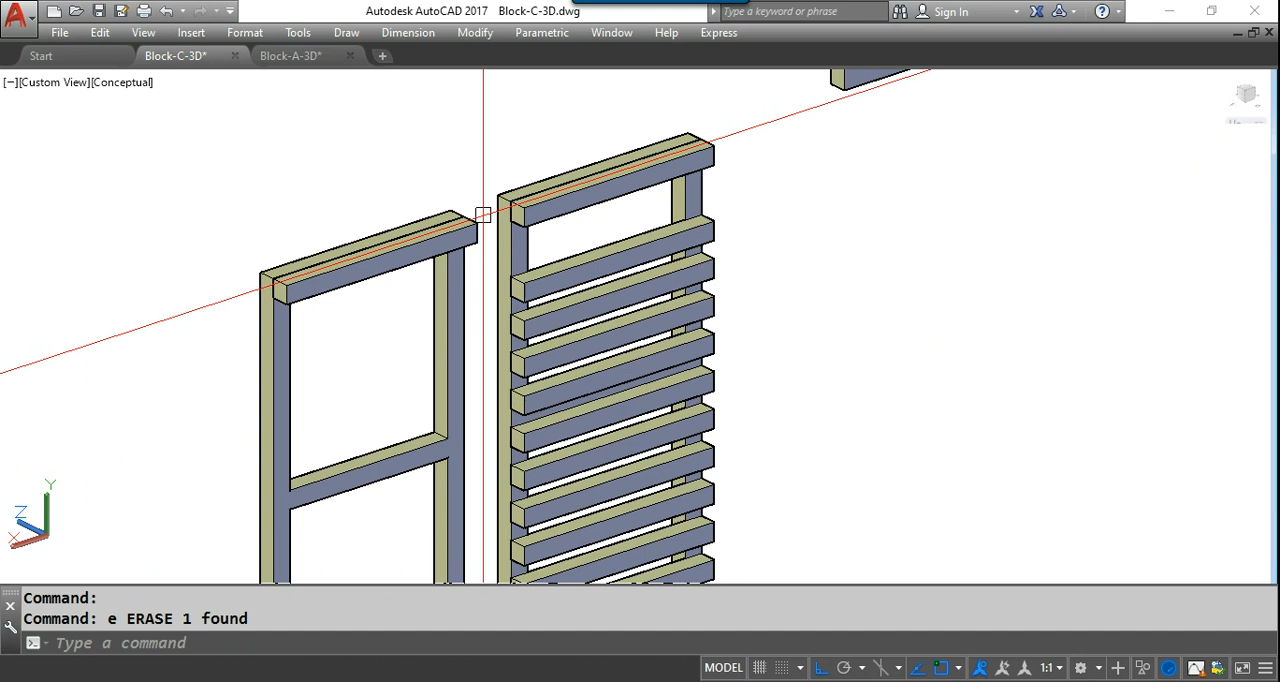 Autodesk AutoCAD 2017 Block-C-3D.dwg
Type a keyword or phrase
Sign In
File Edit View Insert Format Tools Draw Dimension Modify Parametric Window Help Express
Start Block-C-3D* Block-A-3D*
[−][Custom View][Conceptual]
Y
Z
X
Command:
Command: e ERASE 1 found
Type a command
MODEL 1:1